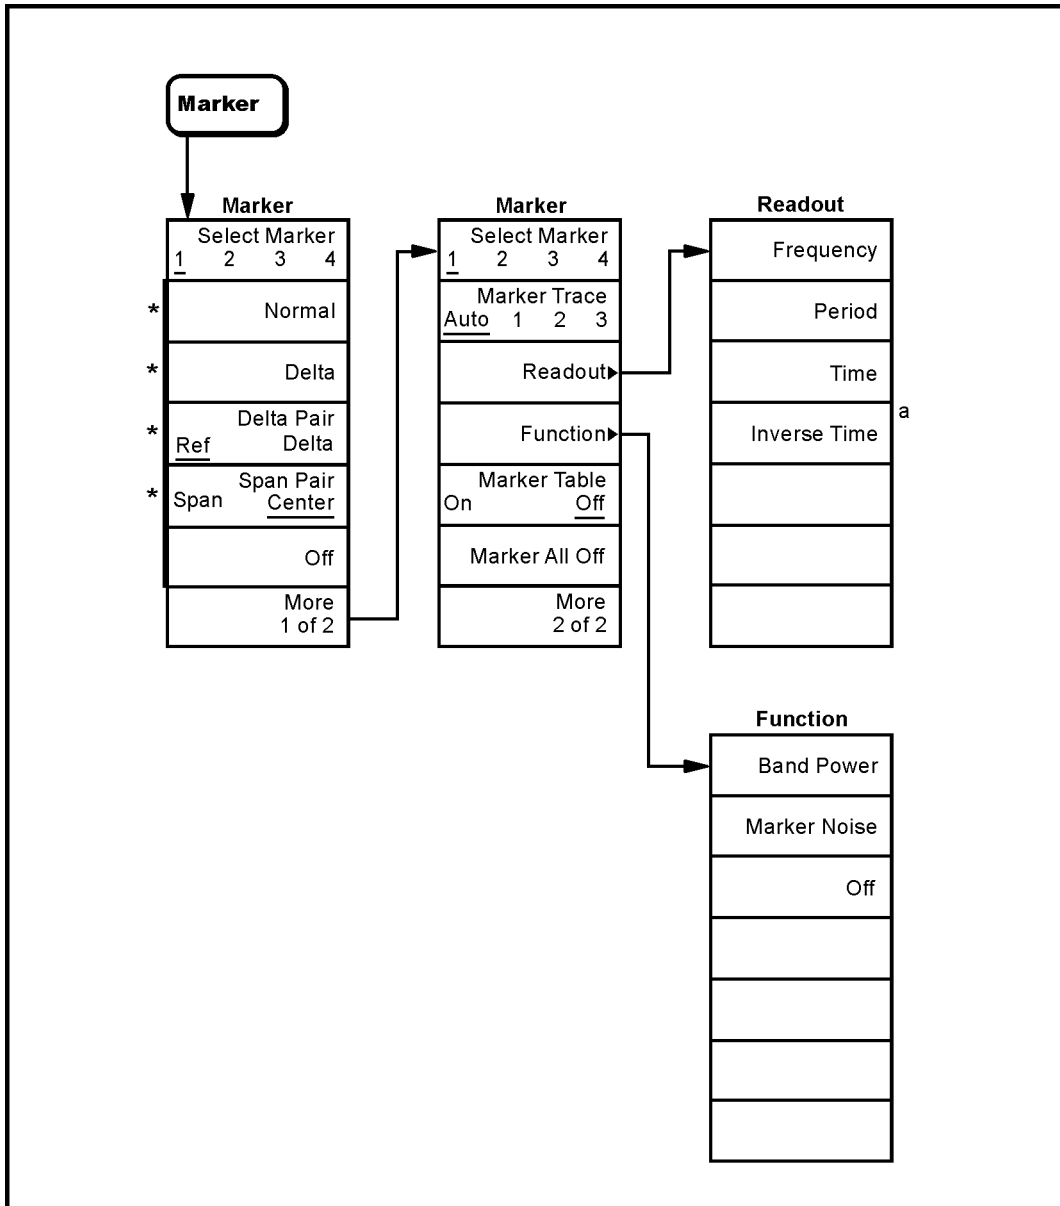 Marker
Marker
Select Marker
1 2 3 4
* Normal
* Delta
Delta Pair
* Ref Delta
Span Pair
* Span Center
Off
More
1 of 2
Marker
Select Marker
1 2 3 4
Marker Trace
Auto 1 2 3
Readout
Function
Marker Table
On Off
Marker All Off
More
2 of 2
Readout
Frequency
Period
Time
a
Inverse Time
Function
Band Power
Marker Noise
Off